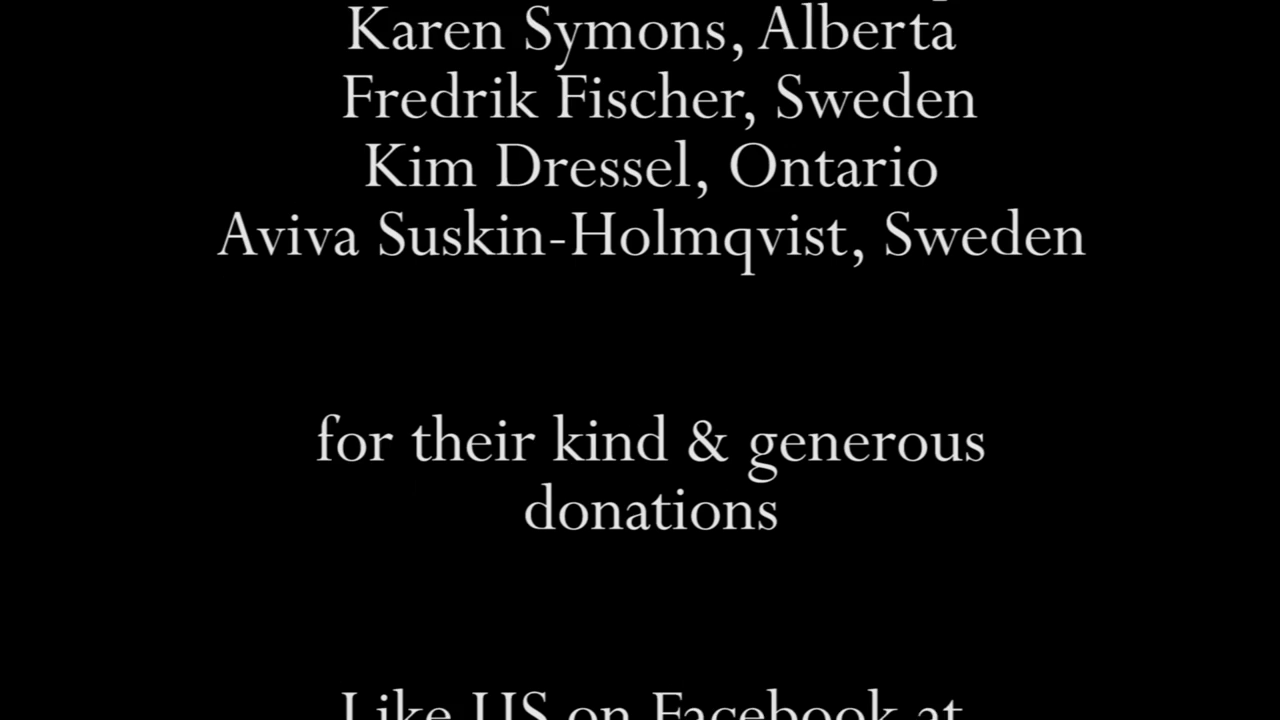 Karen Symons, Alberta
Fredrik Fischer, Sweden
Kim Dressel, Ontario
Aviva Suskin-Holmqvist, Sweden
for their kind & generous
donations
Like US on Facebook at